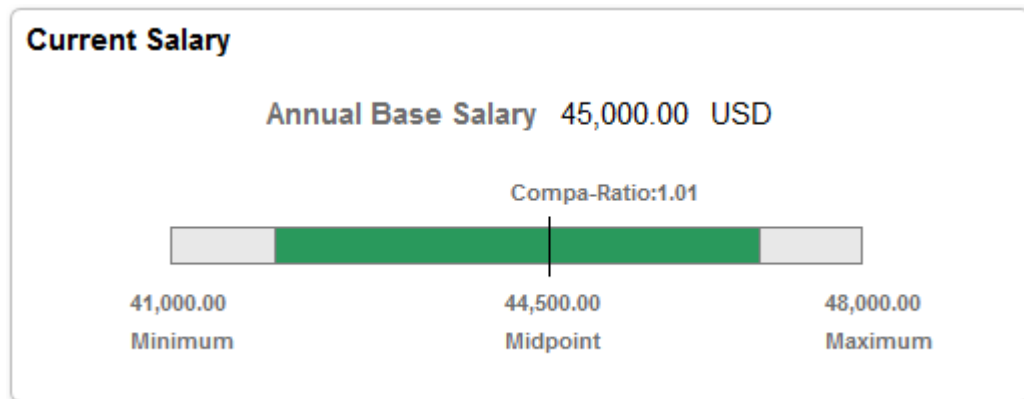 Current Salary
Annual Base Salary 45,000.00 USD
Compa-Ratio:1.01
41,000.00 44,500.00 48,000.00
Minimum Midpoint Maximum